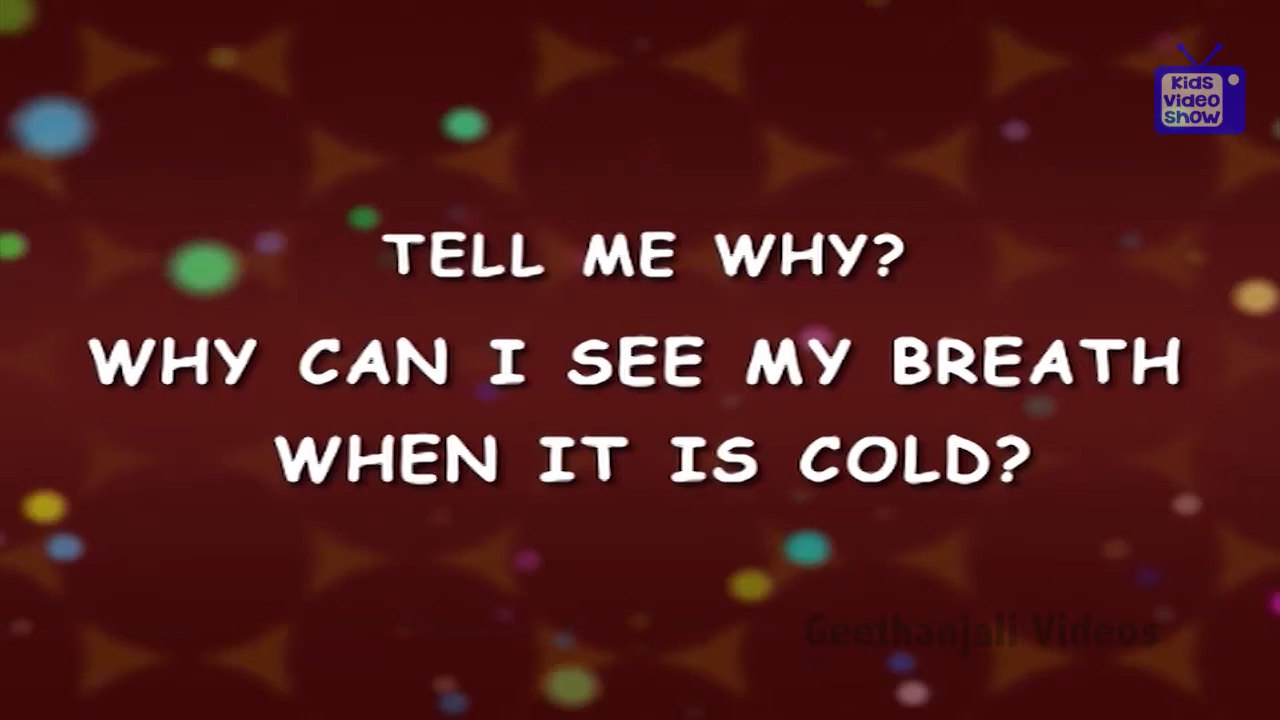 Kids
Video
Show
TELL ME WHY?
WHY CAN I SEE MY BREATH
WHEN IT IS COLD?
Geethanjali Videos